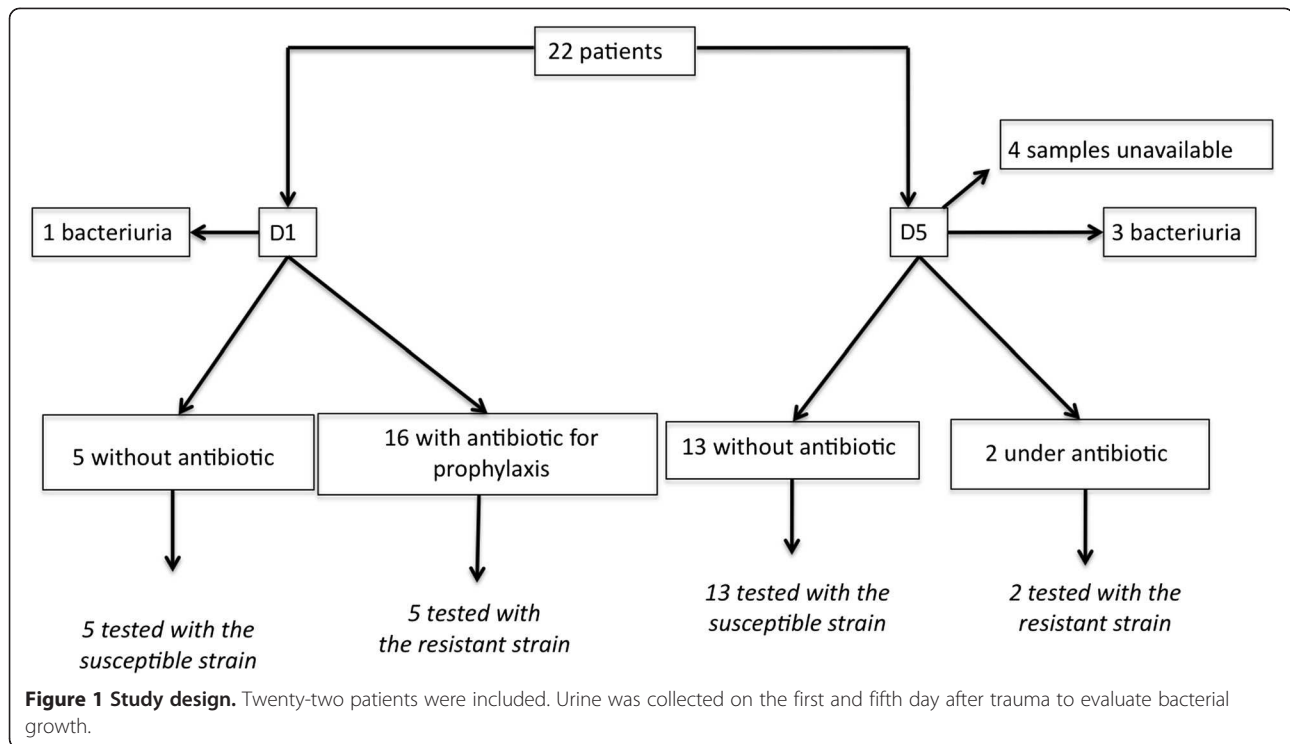 22 patients
4 samples unavailable
1 bacteriuria
D1
D5
3 bacteriuria
5 without antibiotic
16 with antibiotic for
prophylaxis
13 without antibiotic
2 under antibiotic
5 tested with the
susceptible strain
5 tested with
the resistant strain
13 tested with the
susceptible strain
2 tested with the
resistant strain
Figure 1 Study design. Twenty-two patients were included. Urine was collected on the first and fifth day after trauma to evaluate bacterial
growth.